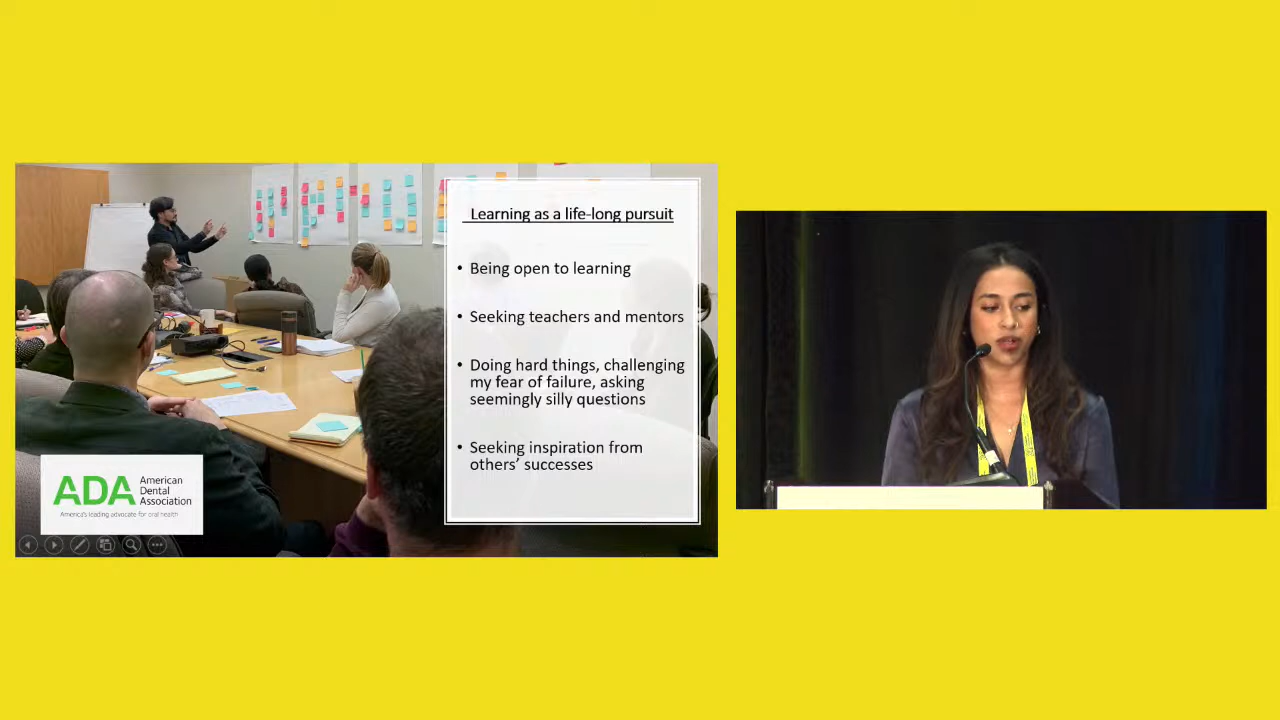 Learning as a life-long pursuit
• Being open to learning
• Seeking teachers and mentors
• Doing hard things, challenging
my fear of failure, asking
seemingly silly questions
• Seeking inspiration from
others’ successes
ADA American
Dental
Association
America's leading advocate for oral health